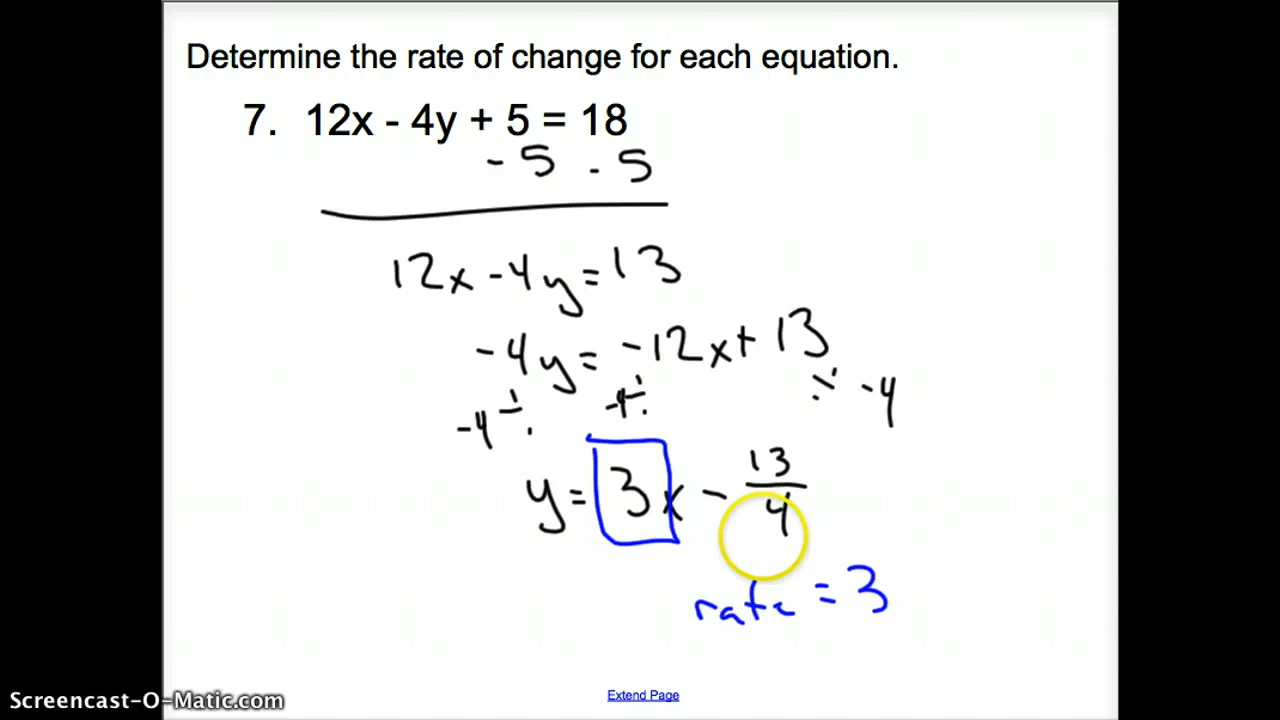 Determine the rate of change for each equation.
7. 12x - 4y + 5 = 18
- 5 - 5
12x - 4y = 13
-4y = -12x + 13
-4 ÷ -4 ÷ ÷ -4
y = 3x - 13/4
rate = 3
Extend Page
Screencast-O-Matic.com